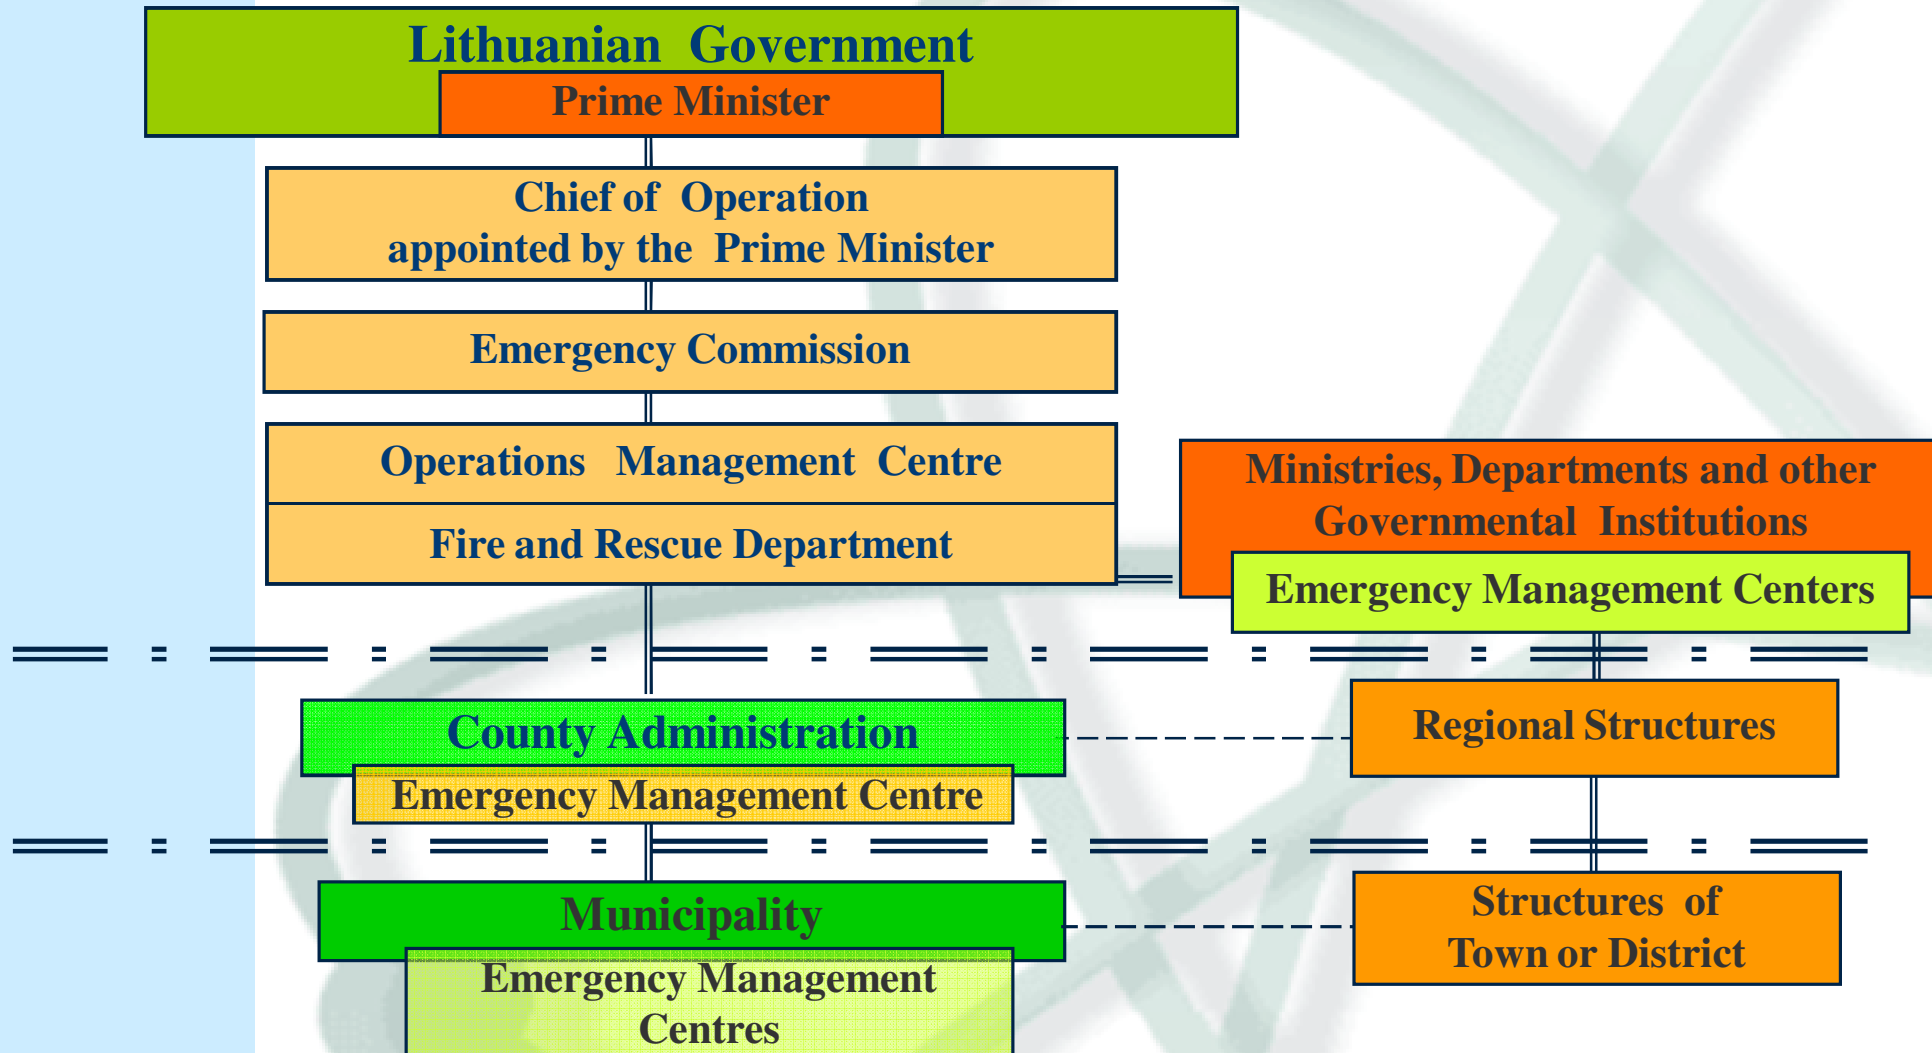 Lithuanian Government
Prime Minister
Chief of Operation
appointed by the Prime Minister
Emergency Commission
Operations Management Centre
Fire and Rescue Department
Ministries, Departments and other
Governmental Institutions
Emergency Management Centers
County Administration
Emergency Management Centre
Regional Structures
Municipality
Emergency Management
Centres
Structures of
Town or District